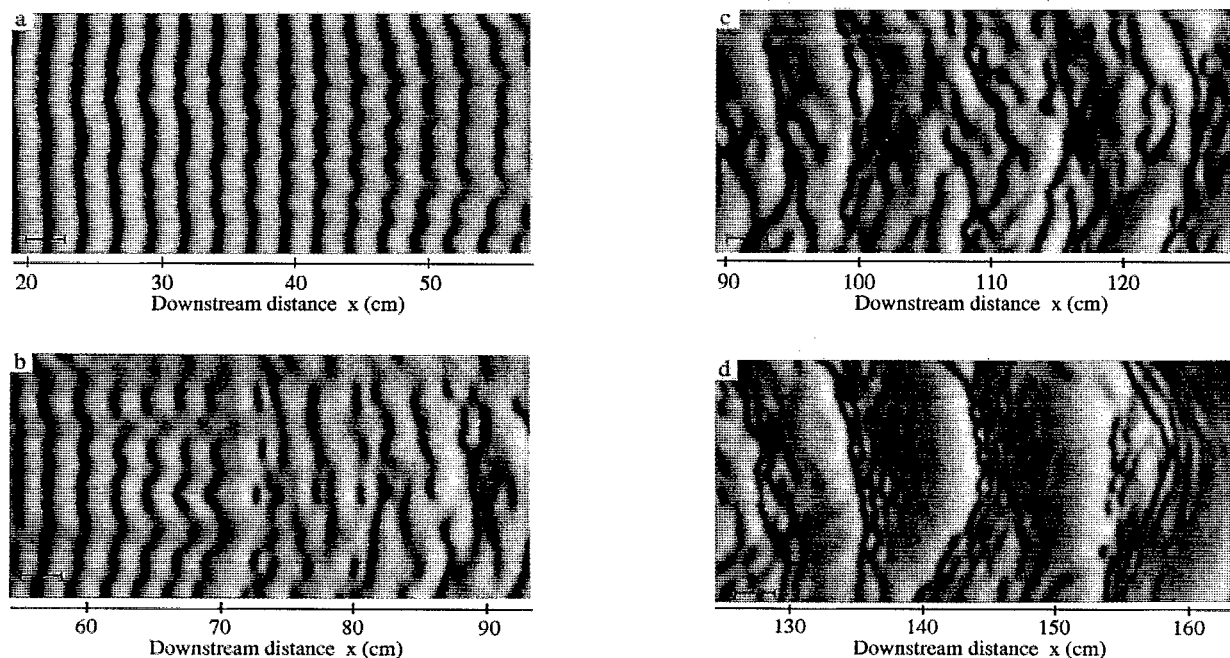 a
20 30 40 50
Downstream distance x (cm)
b
60 70 80 90
Downstream distance x (cm)
c
90 100 110 120
Downstream distance x (cm)
d
130 140 150 160
Downstream distance x (cm)